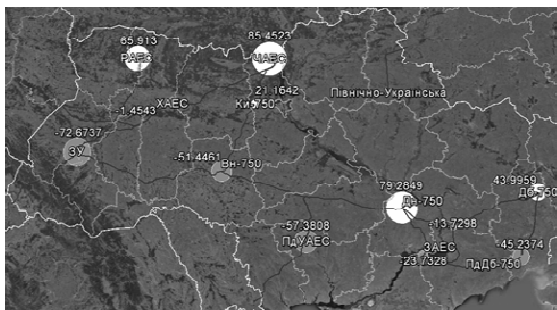 65.913
РАЕС
85.4523
ЧАЕС
21.1642
Киў750
Північно-Українська
ХАЕС
-1.4543
-72.6737
ЗУ
-51.4461
Вн-750
79.2649
Дн-750
43.9959
Дб-750
-13.7298
-57.3808
ПдУАЕС
ЗАЕС
-23.7328
-45.2374
ПдДб-750